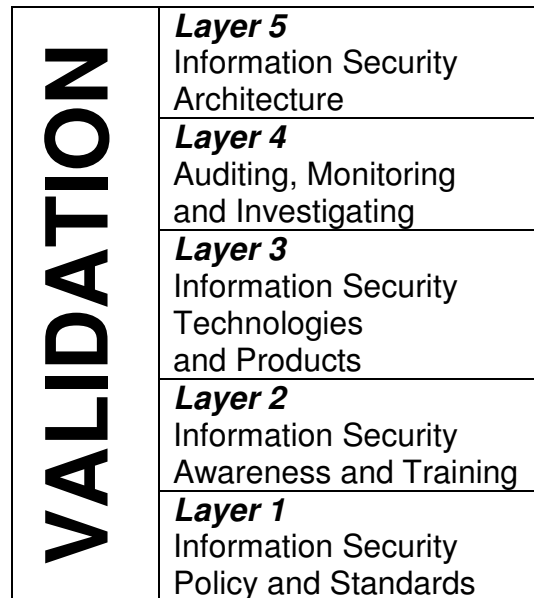 VALIDATION
Layer 5
Information Security
Architecture
Layer 4
Auditing, Monitoring
and Investigating
Layer 3
Information Security
Technologies
and Products
Layer 2
Information Security
Awareness and Training
Layer 1
Information Security
Policy and Standards